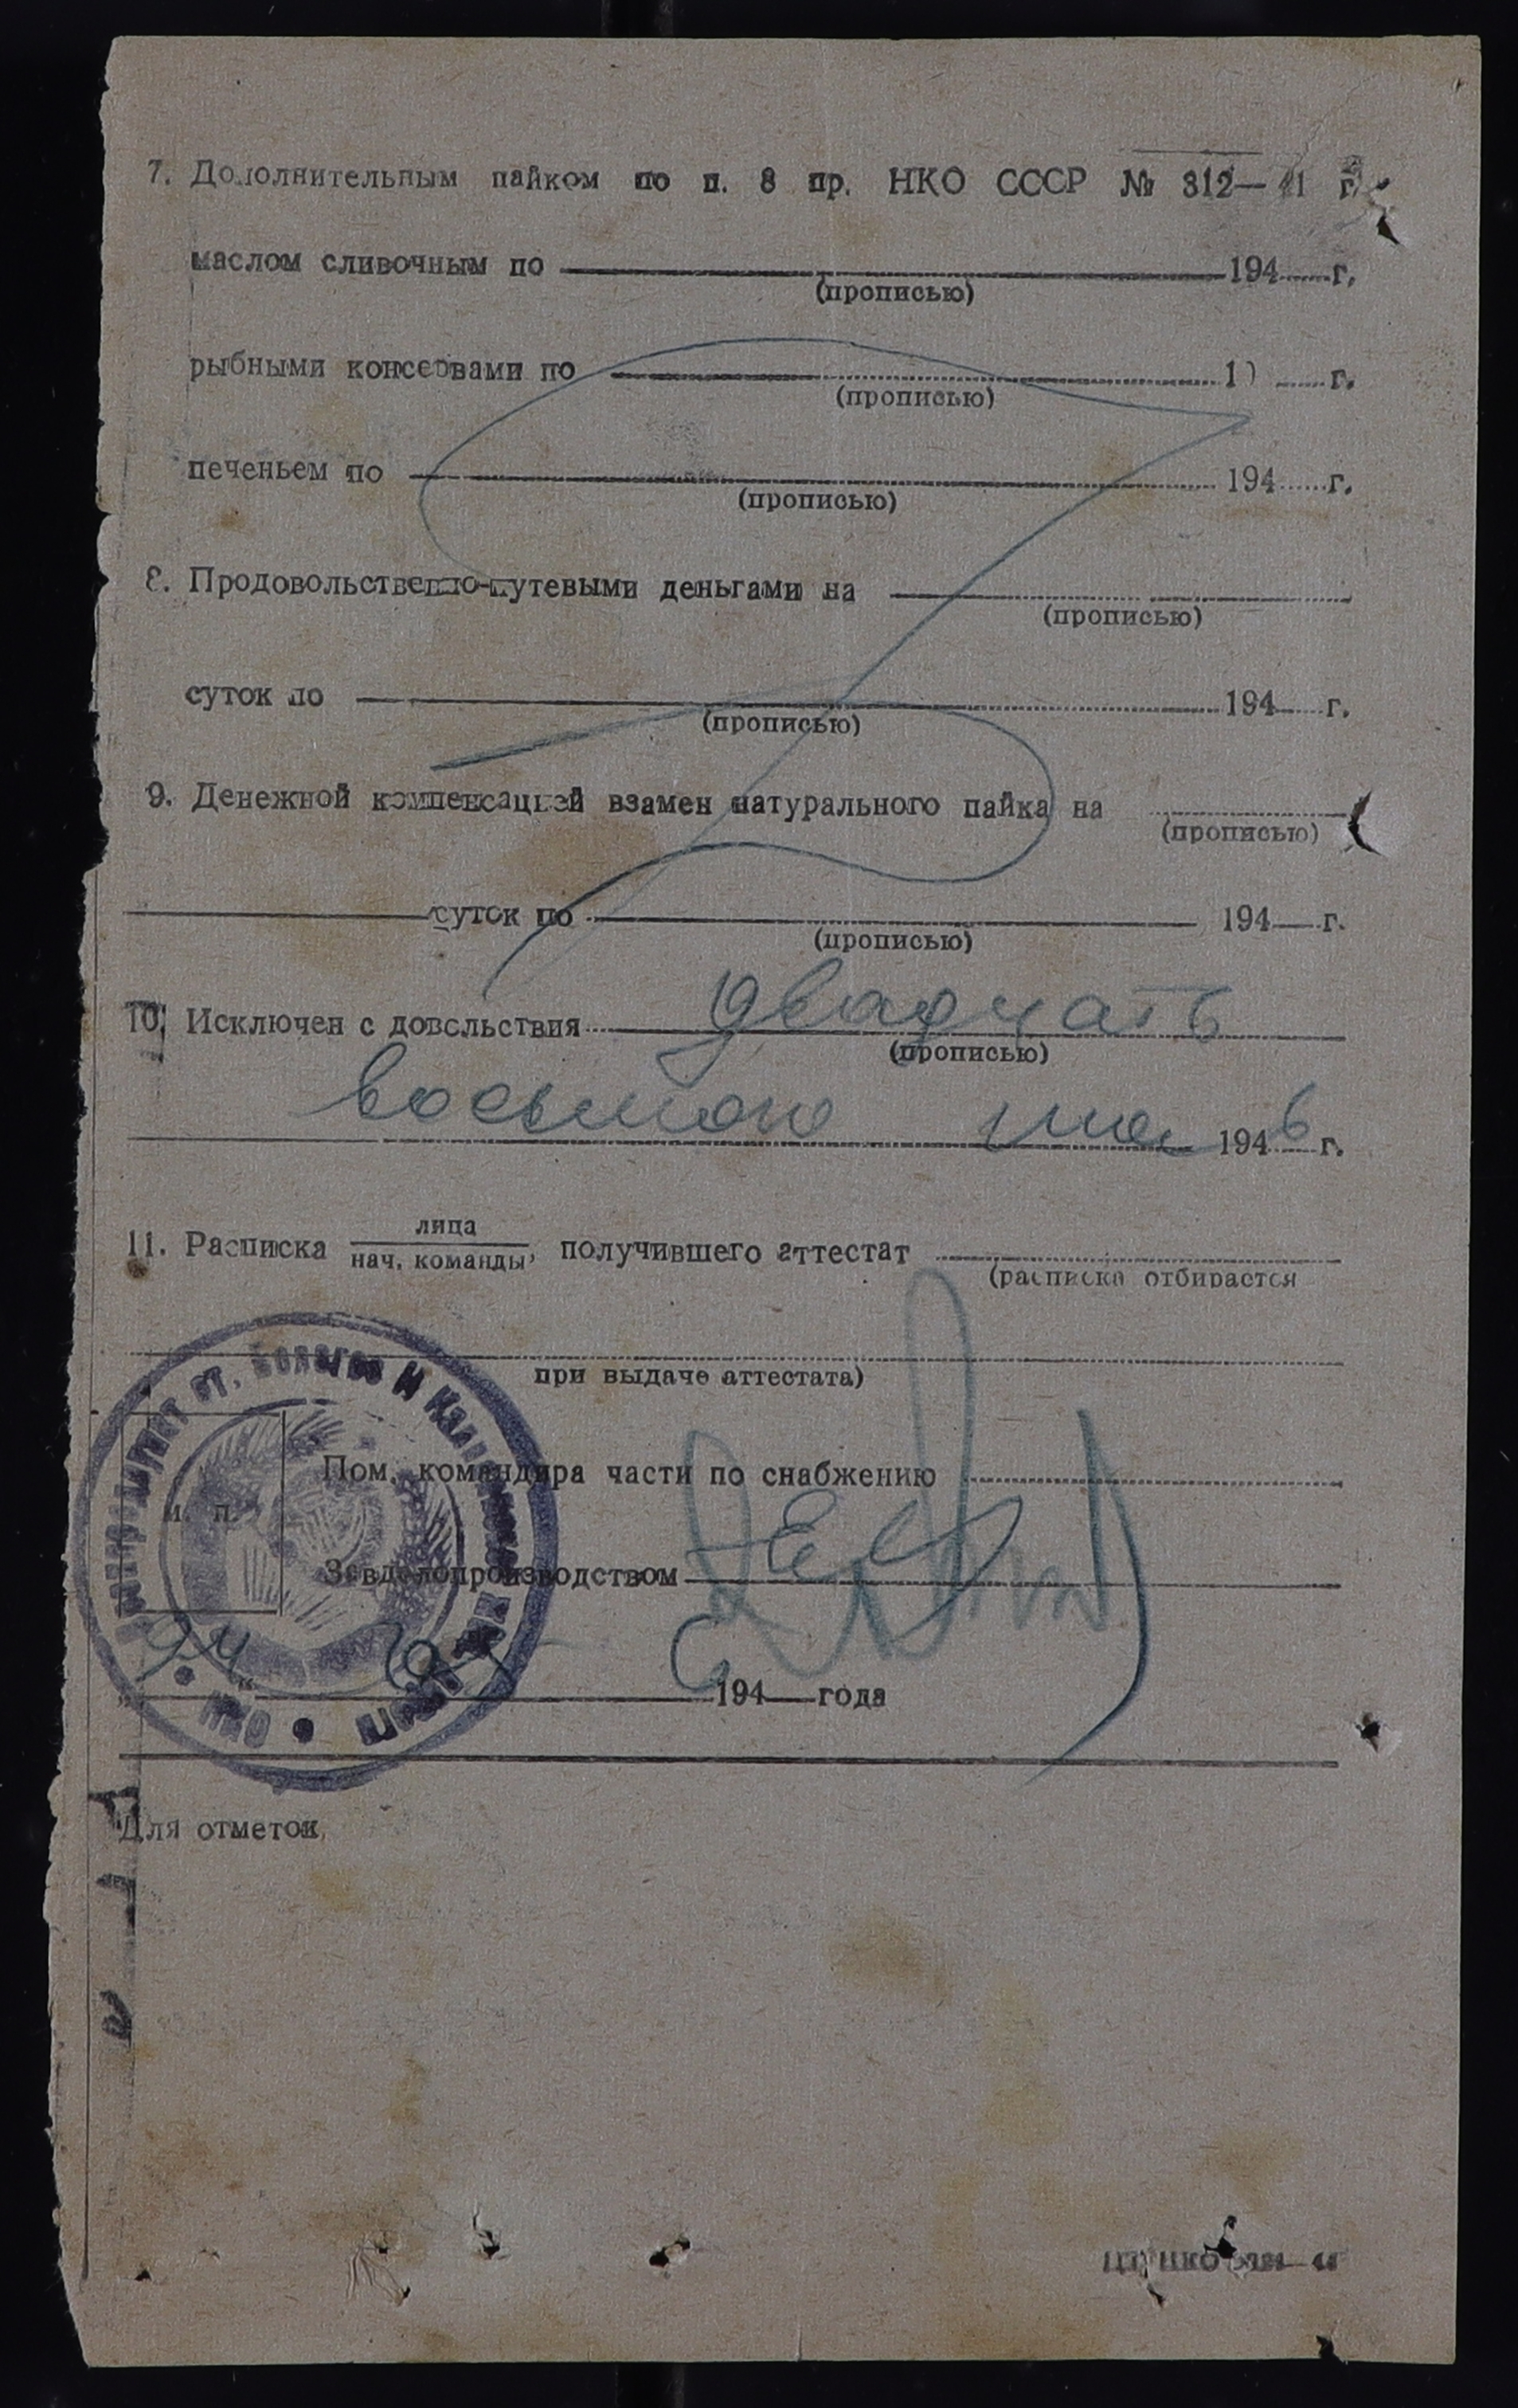 7. Дополнительным пайком по п. 8 пр. НКО СССР № 312—41 г.
маслом сливочным по 194 г.
(прописью)
рыбными консервами по г.
(прописью)
печеньем по 194 г.
(прописью)
8. Продовольственно-путевыми деньгами на
(прописью)
суток по 194 г.
(прописью)
9. Денежной компенсацией взамен натурального пайка на
(прописью)
суток по 194 г.
(прописью)
10. Исключен с довольствия двадцать
(прописью)
восьмого мая 1946 г.
лица
11. Расписка нач. команды, получившего аттестат
(расписка отбирается
при выдаче аттестата)
Пом. командира части по снабжению
м. п.
Завделопроизводством
194 года
Для отметок
ст. Бологое